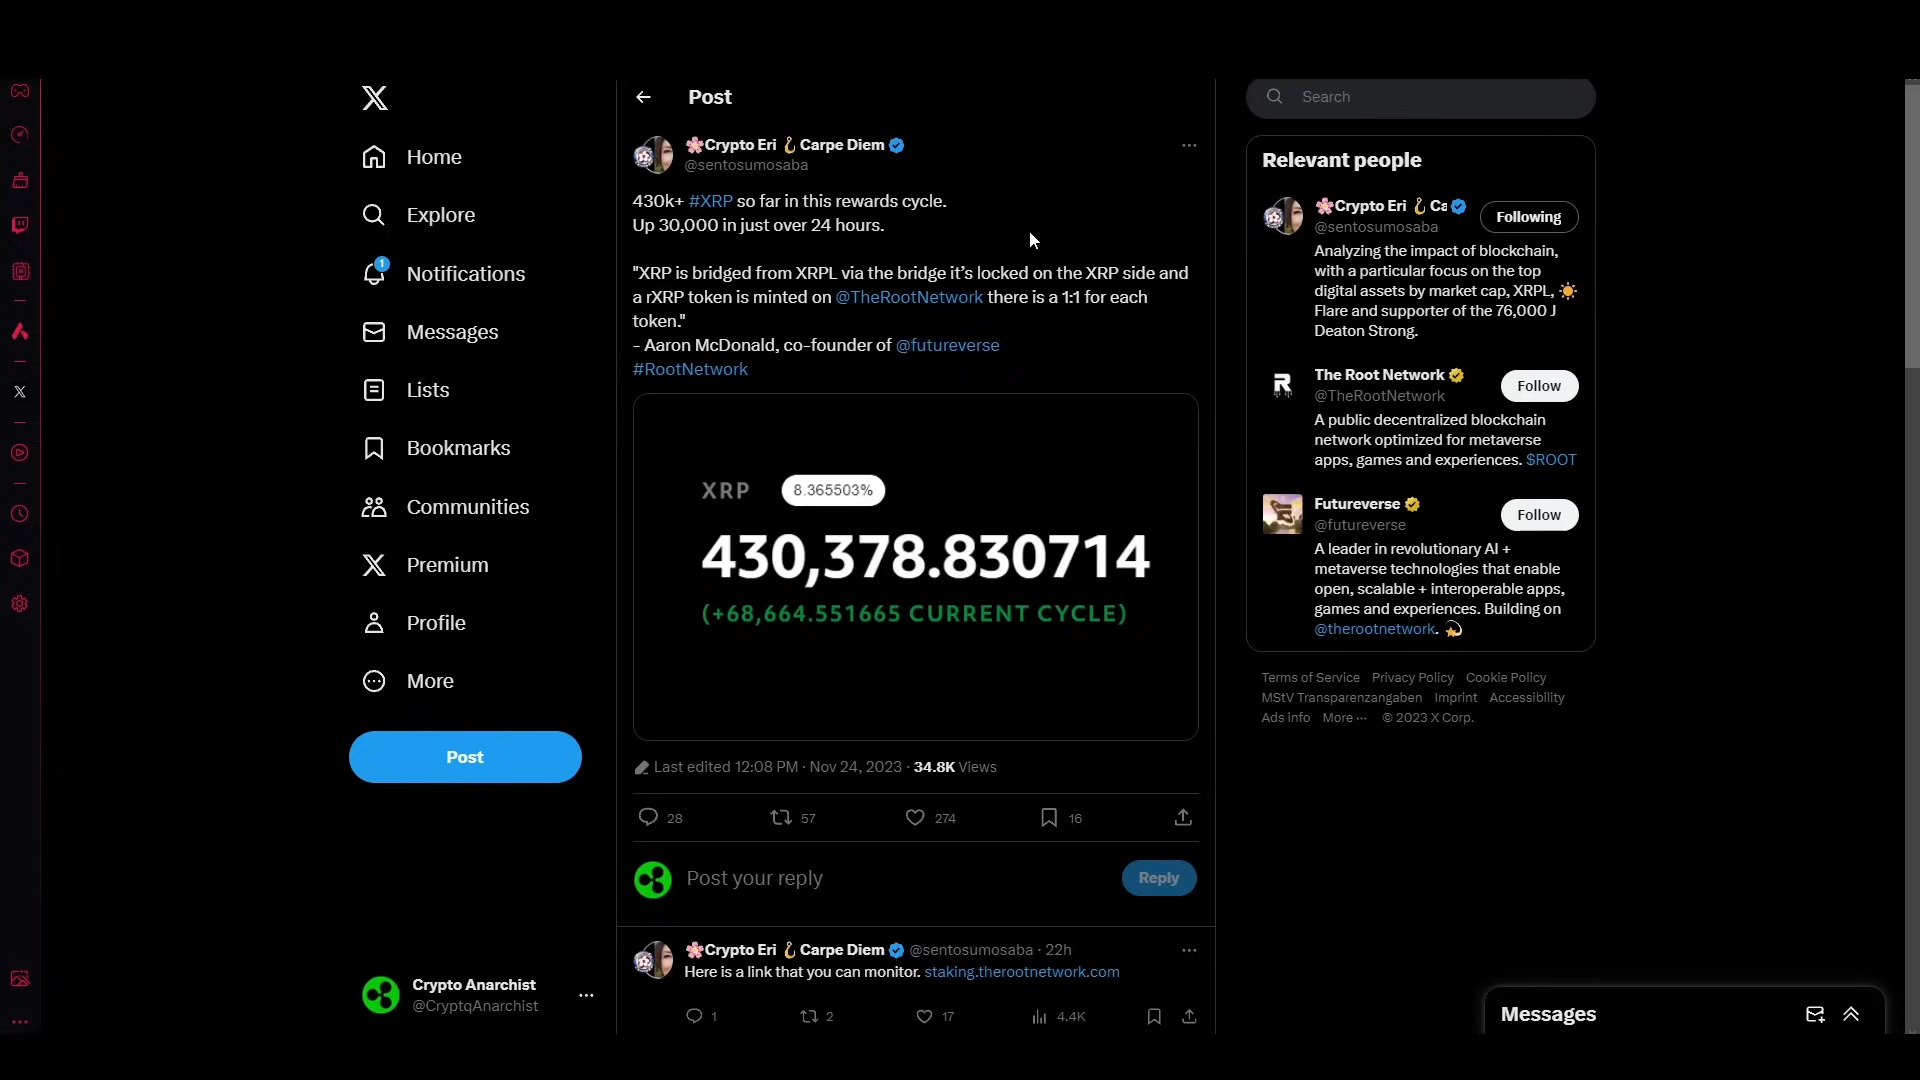 Home
Explore
1
Notifications
Messages
Lists
Bookmarks
Communities
Premium
Profile
More
Post
Crypto Anarchist
@CryptqAnarchist
Post
🌸Crypto Eri 🪝Carpe Diem
@sentosumosaba
430k+ #XRP so far in this rewards cycle.
Up 30,000 in just over 24 hours.
"XRP is bridged from XRPL via the bridge it’s locked on the XRP side and
a rXRP token is minted on @TheRootNetwork there is a 1:1 for each
token."
- Aaron McDonald, co-founder of @futureverse
#RootNetwork
XRP 8.365503%
430,378.830714
(+68,664.551665 CURRENT CYCLE)
Last edited 12:08 PM · Nov 24, 2023 · 34.8K Views
28 57 274 16
Post your reply Reply
🌸Crypto Eri 🪝Carpe Diem @sentosumosaba · 22h
Here is a link that you can monitor. staking.therootnetwork.com
1 2 17 4.4K
Search
Relevant people
🌸Crypto Eri 🪝Ca Following
@sentosumosaba
Analyzing the impact of blockchain,
with a particular focus on the top
digital assets by market cap, XRPL, ☀️
Flare and supporter of the 76,000 J
Deaton Strong.
The Root Network Follow
@TheRootNetwork
A public decentralized blockchain
network optimized for metaverse
apps, games and experiences. $ROOT
Futureverse Follow
@futureverse
A leader in revolutionary AI +
metaverse technologies that enable
open, scalable + interoperable apps,
games and experiences. Building on
@therootnetwork. 💫
Terms of Service Privacy Policy Cookie Policy
MStV Transparenzangaben Imprint Accessibility
Ads info More ··· © 2023 X Corp.
Messages